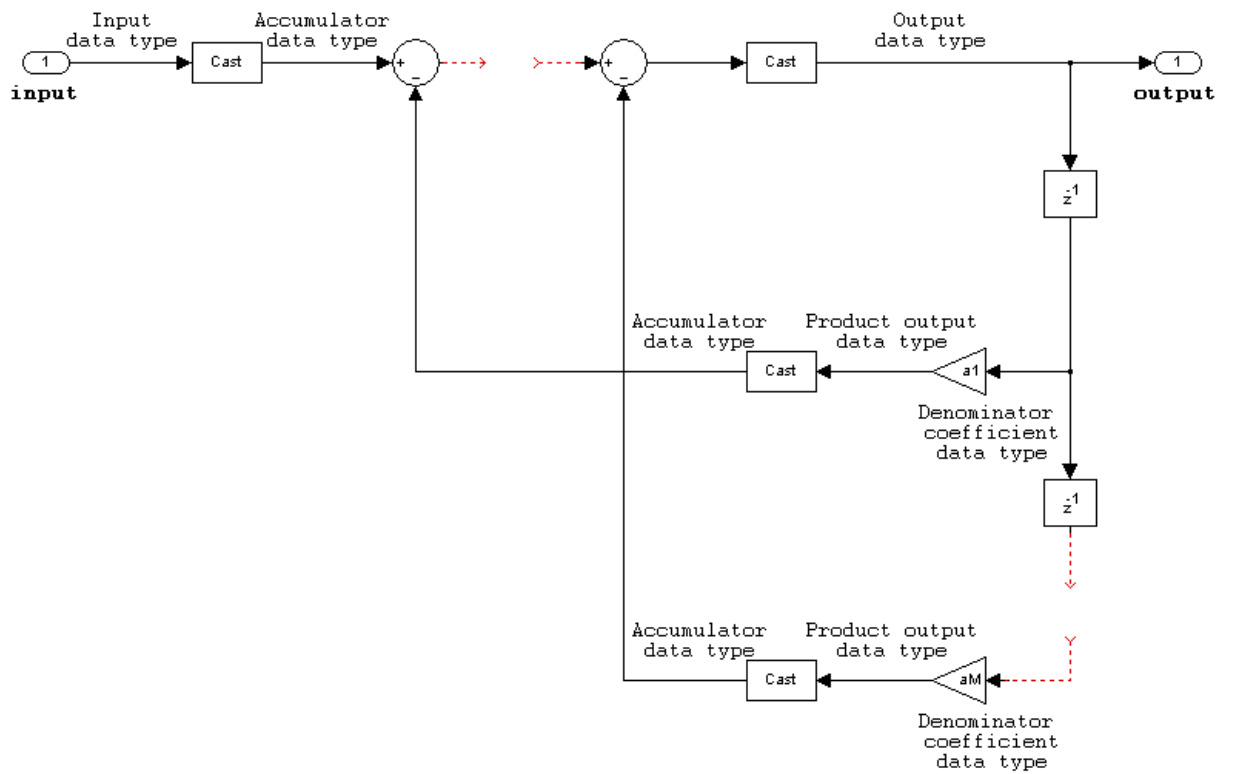 Input
data type
Accumulator
data type
Output
data type
1
Cast
+
−
+
−
Cast
1
input
output
z-1
Accumulator
data type
Product output
data type
Cast
a1
Denominator
coefficient
data type
z-1
Accumulator
data type
Product output
data type
Cast
aM
Denominator
coefficient
data type